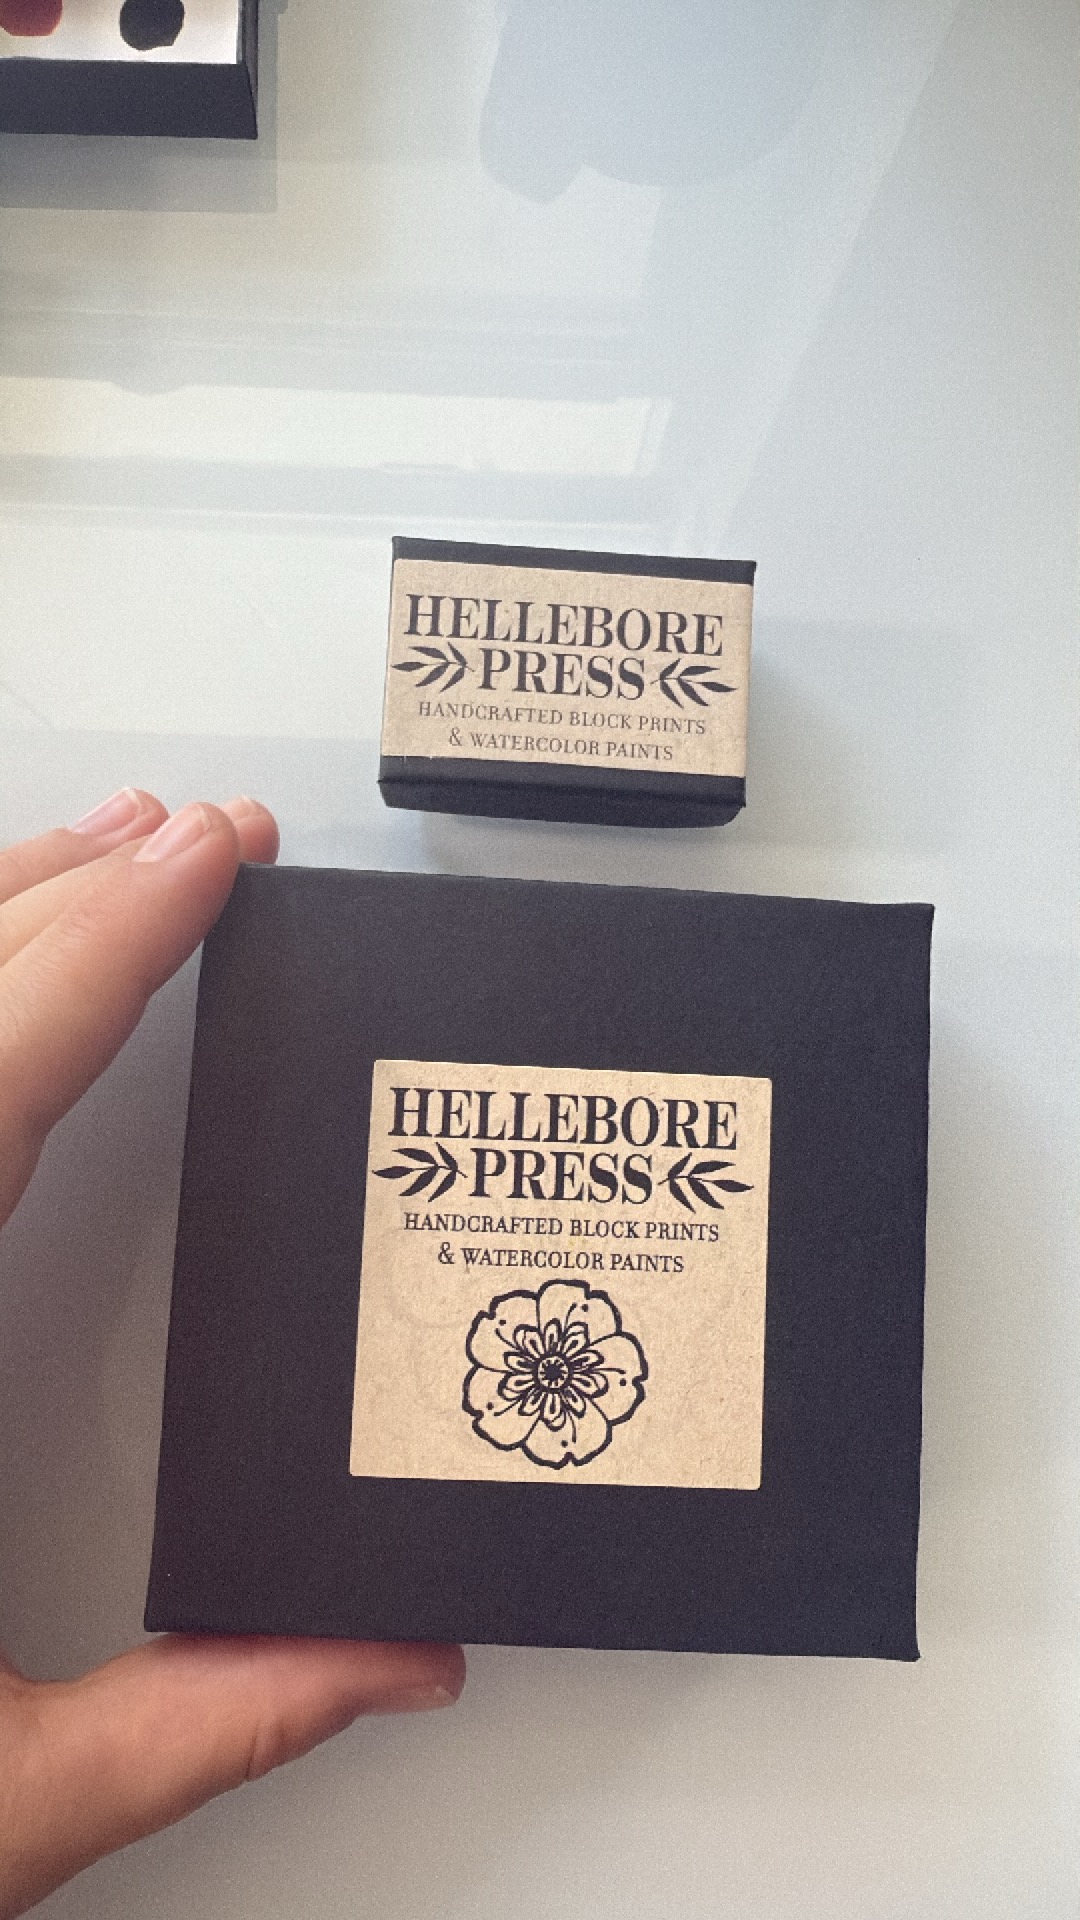 HELLEBORE
PRESS
HANDCRAFTED BLOCK PRINTS
& WATERCOLOR PAINTS
HELLEBORE
PRESS
HANDCRAFTED BLOCK PRINTS
& WATERCOLOR PAINTS